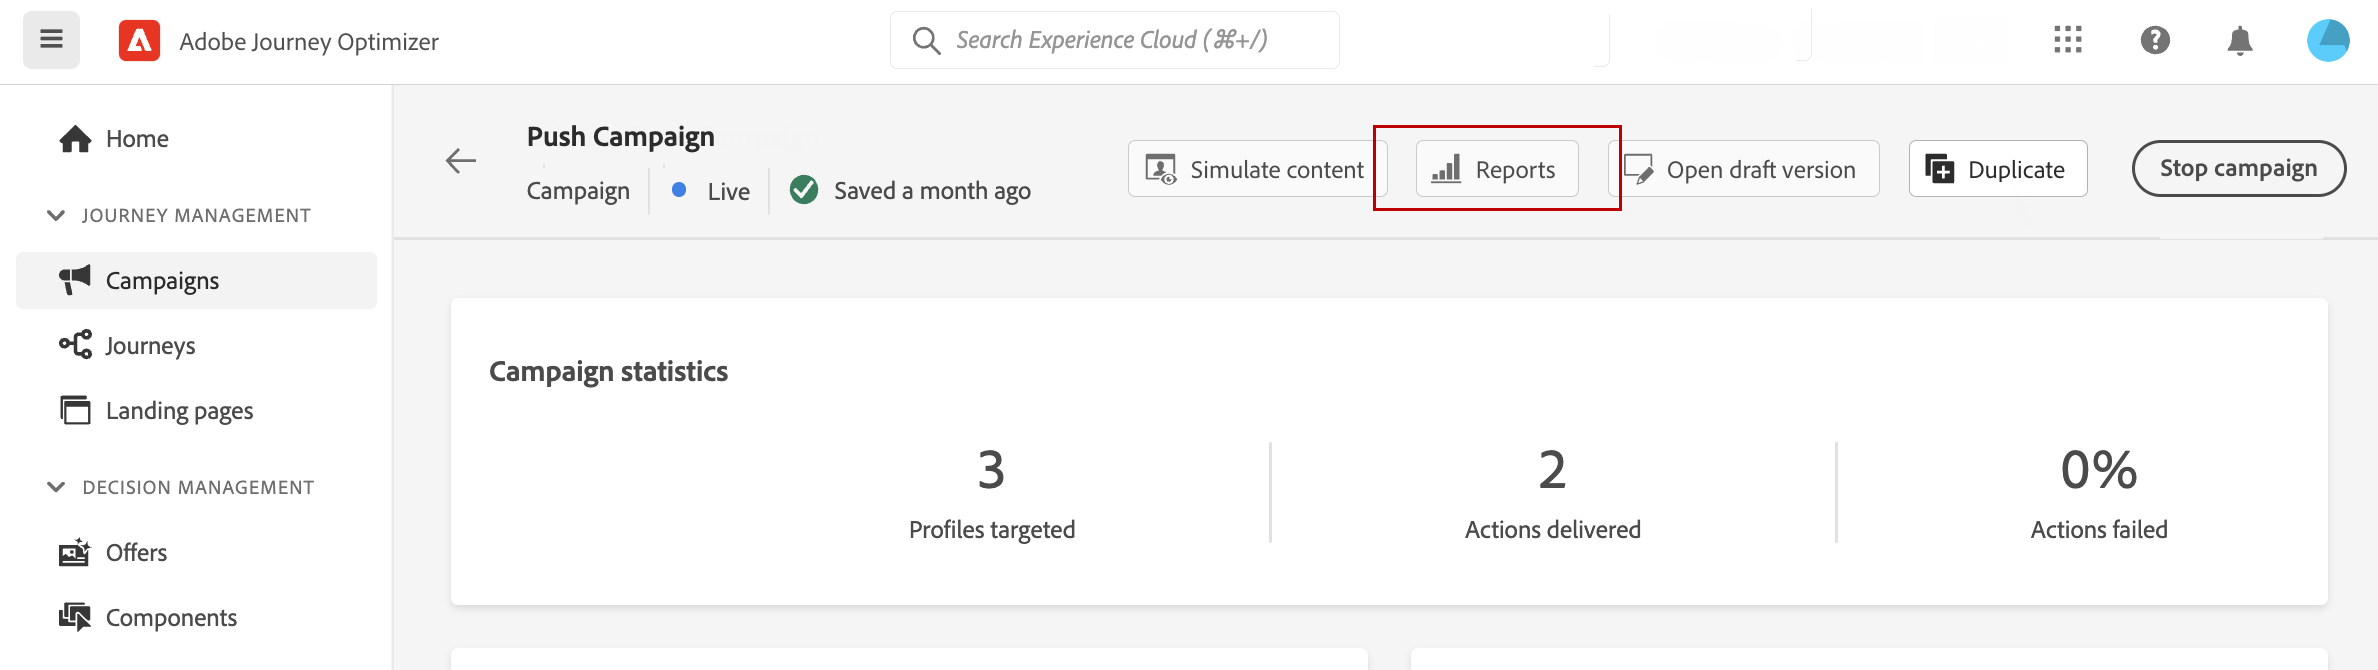 Adobe Journey Optimizer
Search Experience Cloud (⌘+/)
Home
JOURNEY MANAGEMENT
Campaigns
Journeys
Landing pages
DECISION MANAGEMENT
Offers
Components
Push Campaign
Campaign
Live
Saved a month ago
Simulate content
Reports
Open draft version
Duplicate
Stop campaign
Campaign statistics
3
Profiles targeted
2
Actions delivered
0%
Actions failed